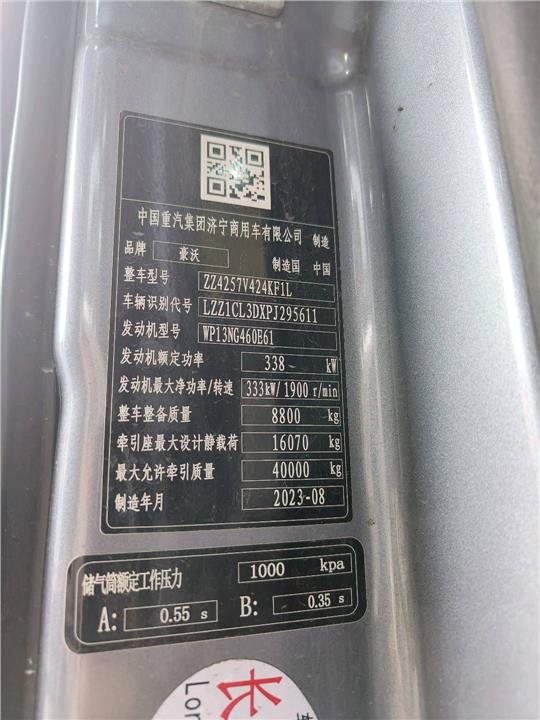 中国重汽集团济宁商用车有限公司 制造
品牌 豪沃 制造国 中国
整车型号 ZZ4257V424KF1L
车辆识别代号 LZZ1CL3DXPJ295611
发动机型号 WP13NG460E61
发动机额定功率 338 kW
发动机最大净功率/转速 333kW/1900 r/min
整车整备质量 8800 kg
牵引座最大设计静载荷 16070 kg
最大允许牵引质量 40000 kg
制造年月 2023-08
储气筒额定工作压力 1000 kpa
A: 0.55 s B: 0.35 s
长